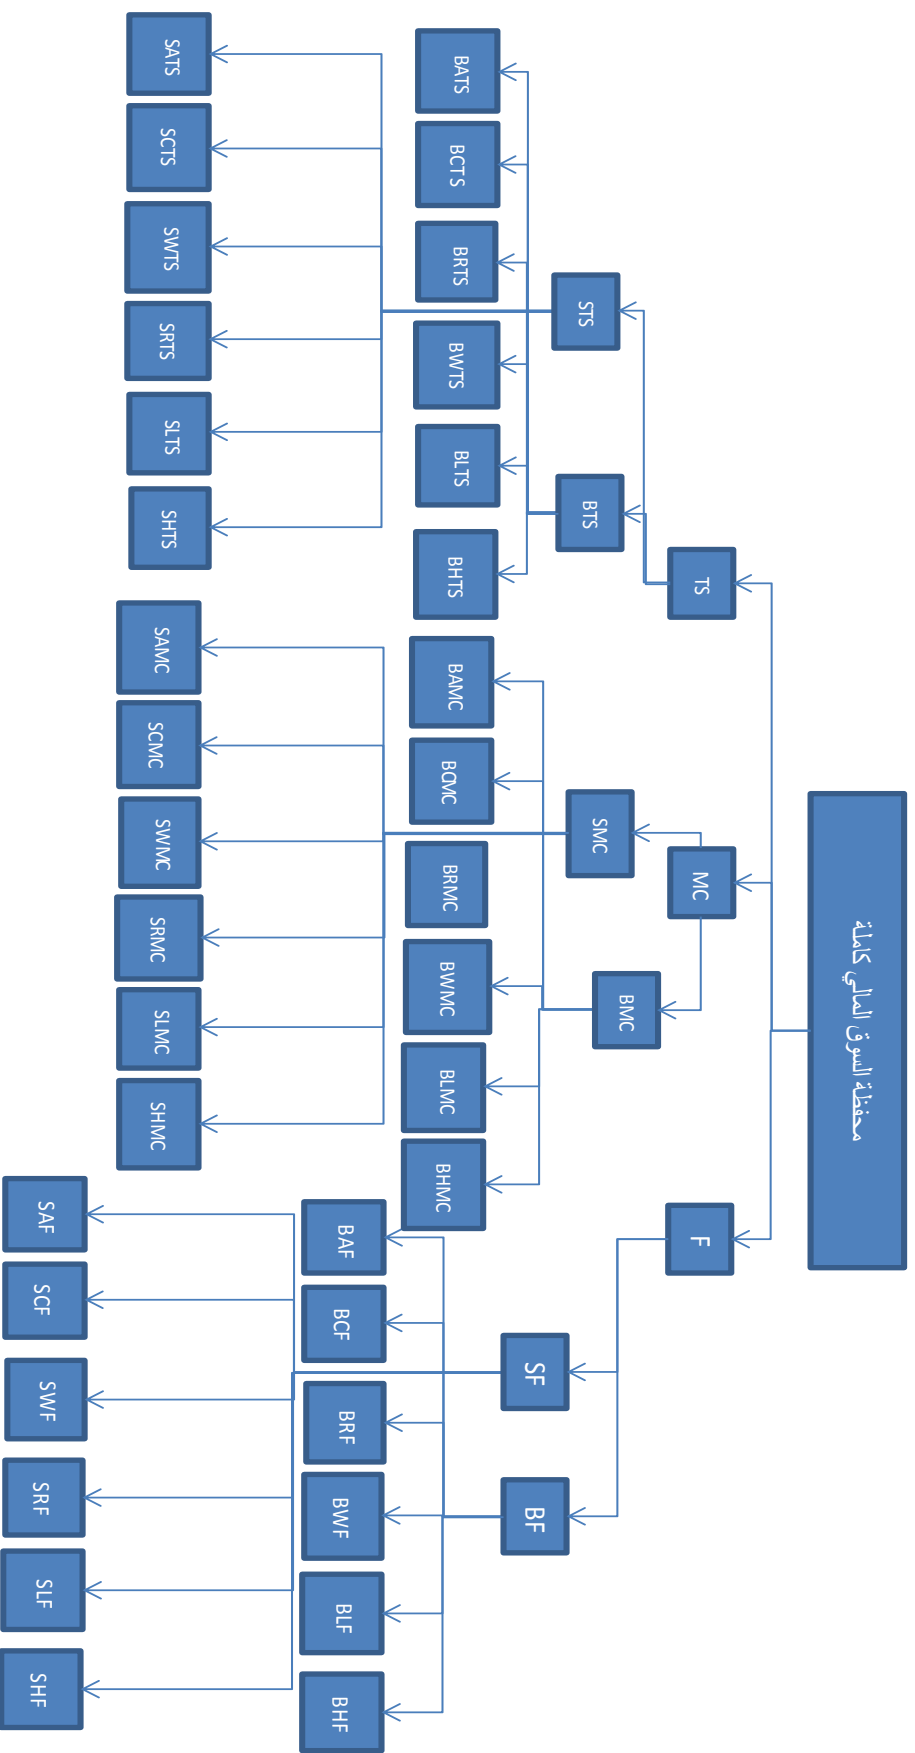 محفظة السوق المالي كاملة
TS
MC
F
STS
BTS
SMC
BMC
SF
BF
BATS
BCTS
BRTS
BWTS
BLTS
BHTS
BAMC
BCMC
BRMC
BWMC
BLMC
BHMC
BAF
BCF
BRF
BWF
BLF
BHF
SATS
SCTS
SWTS
SRTS
SLTS
SHTS
SAMC
SCMC
SWMC
SRMC
SLMC
SHMC
SAF
SCF
SWF
SRF
SLF
SHF